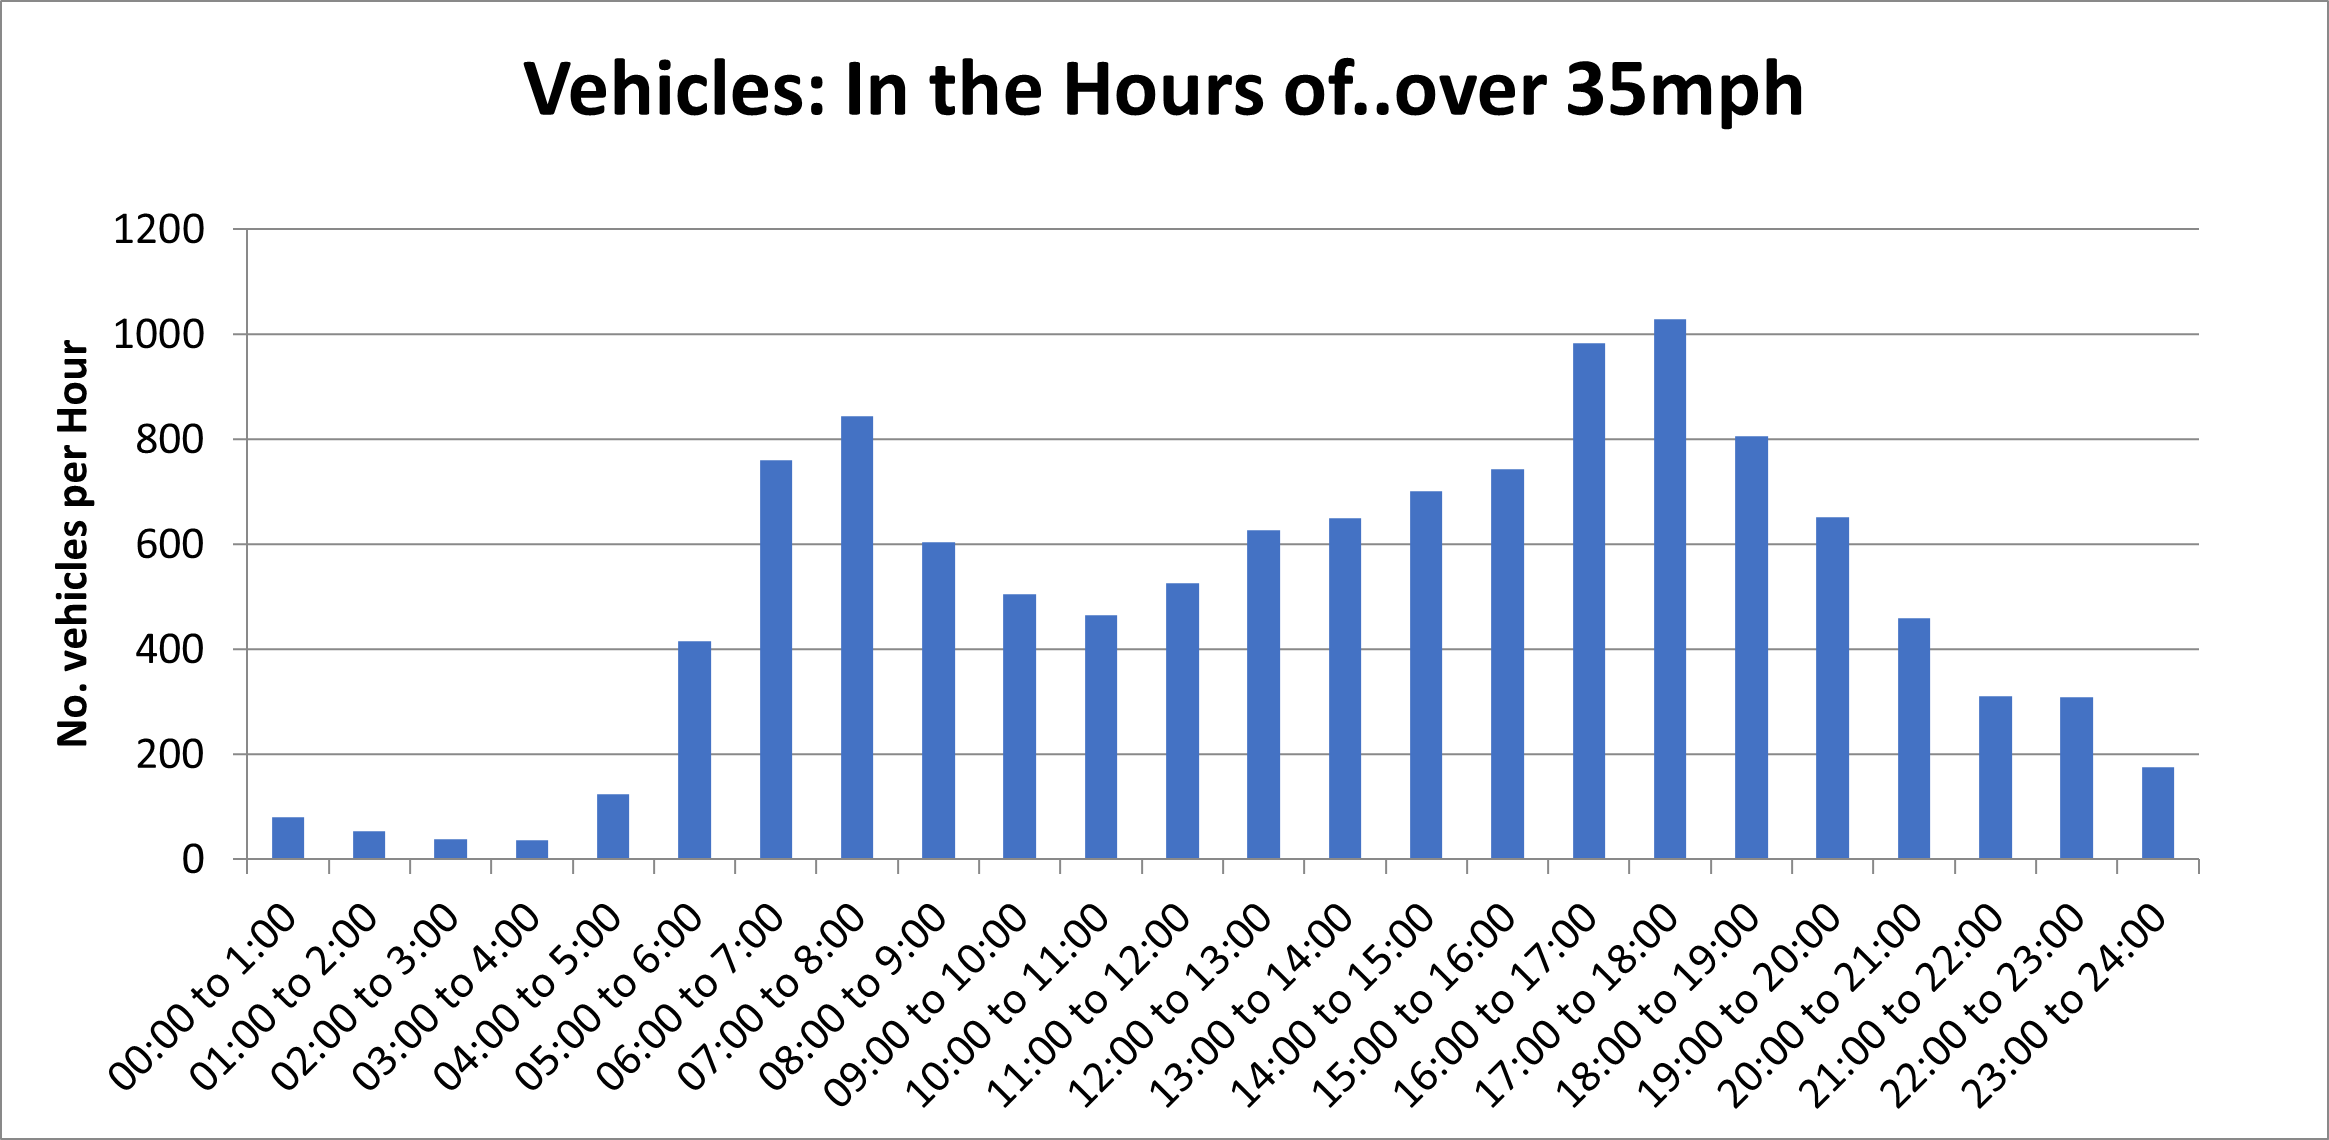 Vehicles: In the Hours of..over 35mph
No. vehicles per Hour
1200
1000
800
600
400
200
0
00:00 to 1:00
01:00 to 2:00
02:00 to 3:00
03:00 to 4:00
04:00 to 5:00
05:00 to 6:00
06:00 to 7:00
07:00 to 8:00
08:00 to 9:00
09:00 to 10:00
10:00 to 11:00
11:00 to 12:00
12:00 to 13:00
13:00 to 14:00
14:00 to 15:00
15:00 to 16:00
16:00 to 17:00
17:00 to 18:00
18:00 to 19:00
19:00 to 20:00
20:00 to 21:00
21:00 to 22:00
22:00 to 23:00
23:00 to 24:00